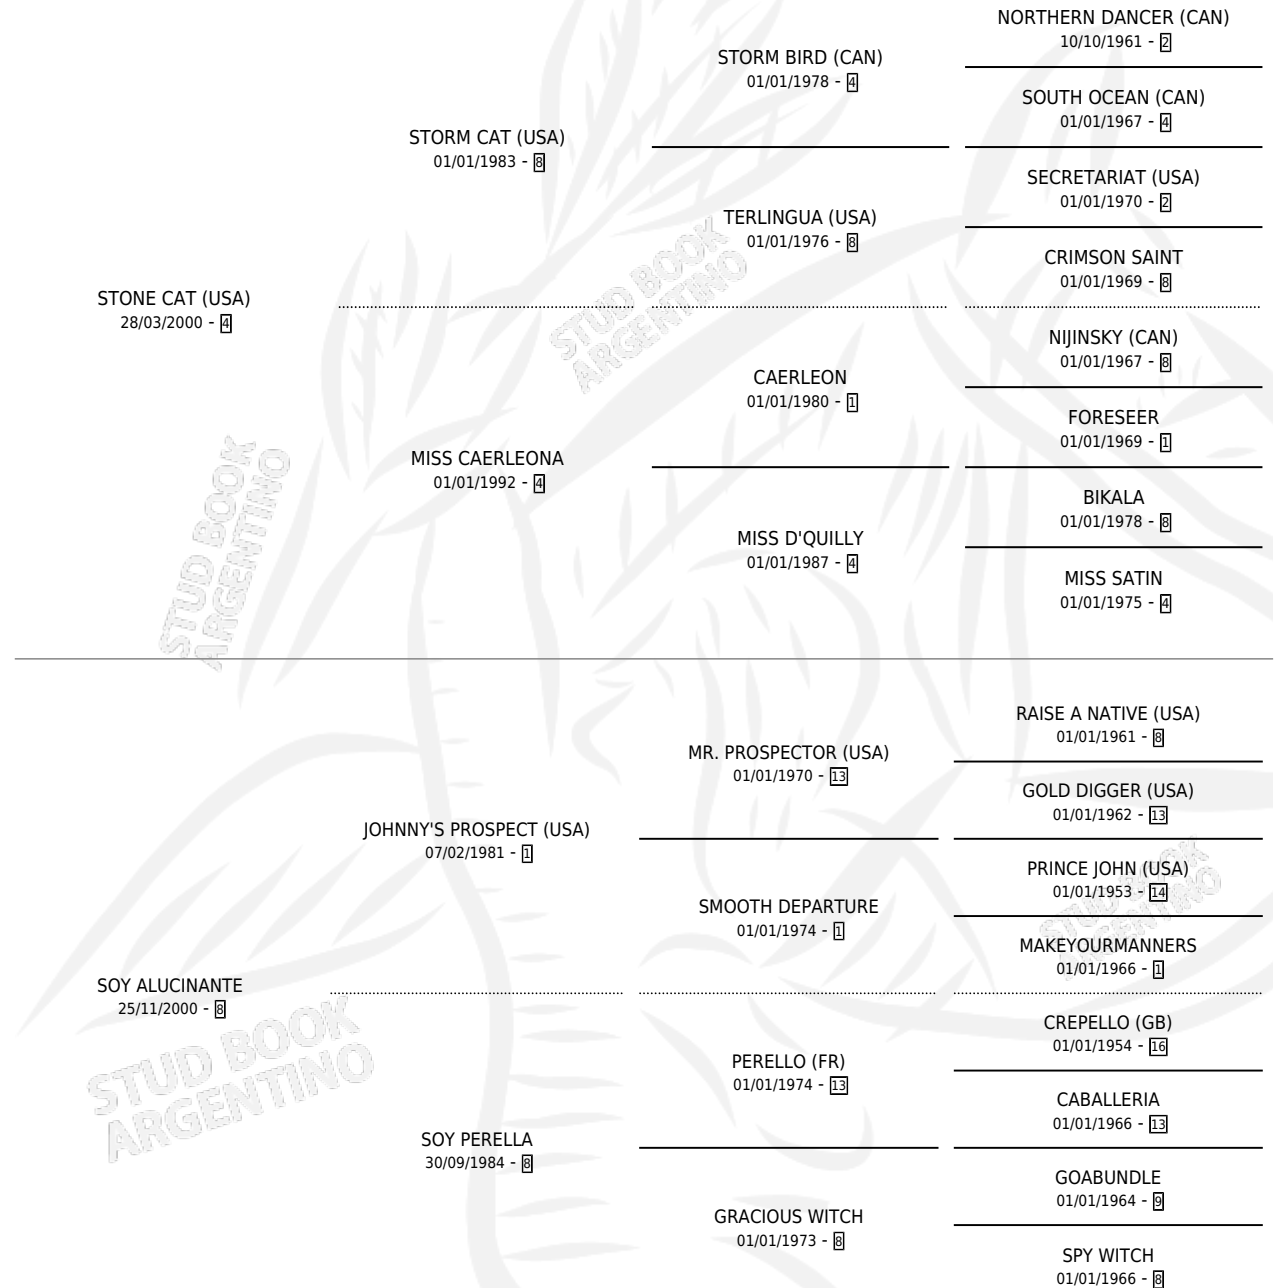 NORTHERN DANCER (CAN)
10/10/1961 - 2
STORM BIRD (CAN)
01/01/1978 - 4
SOUTH OCEAN (CAN)
01/01/1967 - 4
STORM CAT (USA)
01/01/1983 - 8
SECRETARIAT (USA)
01/01/1970 - 2
TERLINGUA (USA)
01/01/1976 - 8
CRIMSON SAINT
01/01/1969 - 8
STONE CAT (USA)
28/03/2000 - 4
NIJINSKY (CAN)
01/01/1967 - 8
CAERLEON
01/01/1980 - 1
FORESEER
01/01/1969 - 1
MISS CAERLEONA
01/01/1992 - 4
BIKALA
01/01/1978 - 8
MISS D'QUILLY
01/01/1987 - 4
MISS SATIN
01/01/1975 - 4
RAISE A NATIVE (USA)
01/01/1961 - 8
MR. PROSPECTOR (USA)
01/01/1970 - 13
GOLD DIGGER (USA)
01/01/1962 - 13
JOHNNY'S PROSPECT (USA)
07/02/1981 - 1
PRINCE JOHN (USA)
01/01/1953 - 14
SMOOTH DEPARTURE
01/01/1974 - 1
MAKEYOURMANNERS
01/01/1966 - 1
SOY ALUCINANTE
25/11/2000 - 8
CREPELLO (GB)
01/01/1954 - 16
PERELLO (FR)
01/01/1974 - 13
CABALLERIA
01/01/1966 - 13
SOY PERELLA
30/09/1984 - 8
GOABUNDLE
01/01/1964 - 9
GRACIOUS WITCH
01/01/1973 - 8
SPY WITCH
01/01/1966 - 8
STUD BOOK
ARGENTINO
STUD BOOK
ARGENTINO
STUD BOOK
ARGENTINO
STUD BOOK
ARGENTINO